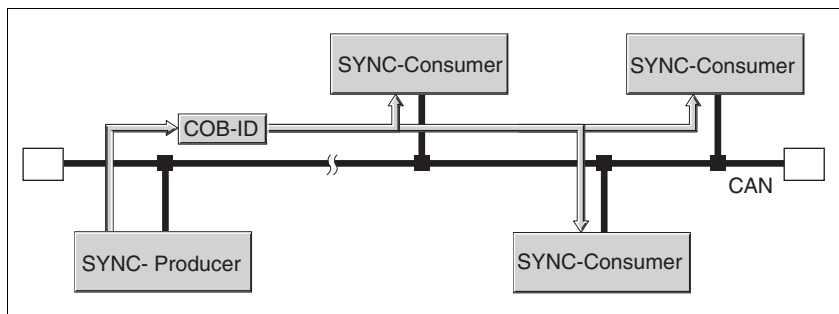 SYNC-Consumer
SYNC-Consumer
COB-ID
CAN
SYNC- Producer
SYNC-Consumer